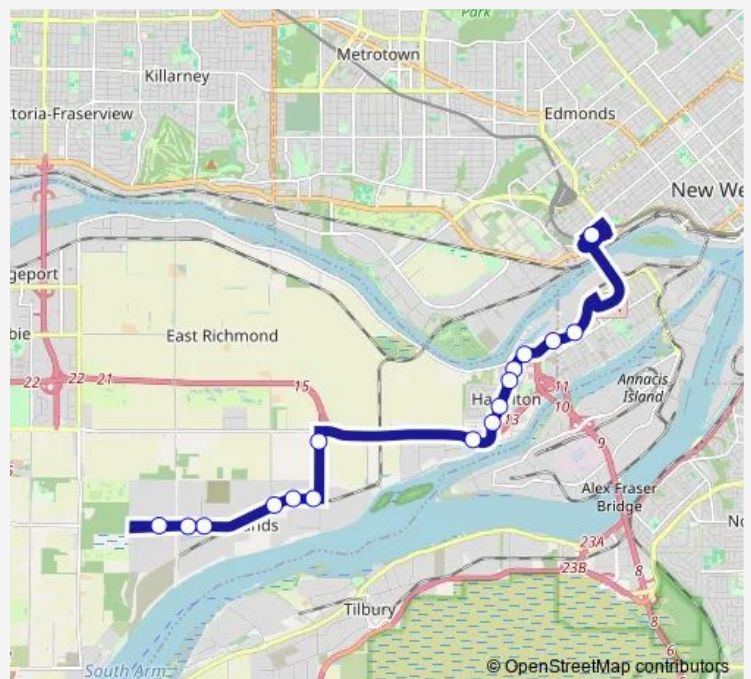 Park
Metrotown
Killarney
toria-Fraserview
Edmonds
New We
geport
bie
East Richmond
22
22
21
15
Annacis
Island
11
10
13
9
Alex Fraser
Bridge
23A
23B
8
8
6
Tilbury
South Arm
© OpenStreetMap contributors